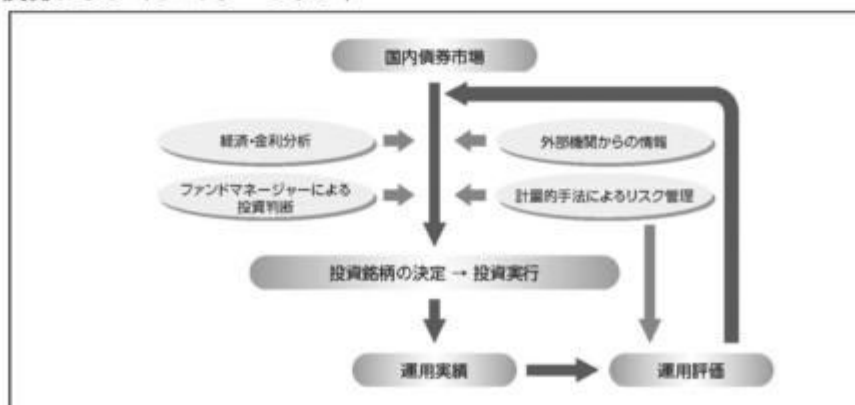 国内債券市場
経済・金利分析
外部機関からの情報
ファンドマネージャーによる
投資判断
計量的手法によるリスク管理
投資銘柄の決定 → 投資実行
運用実績
運用評価